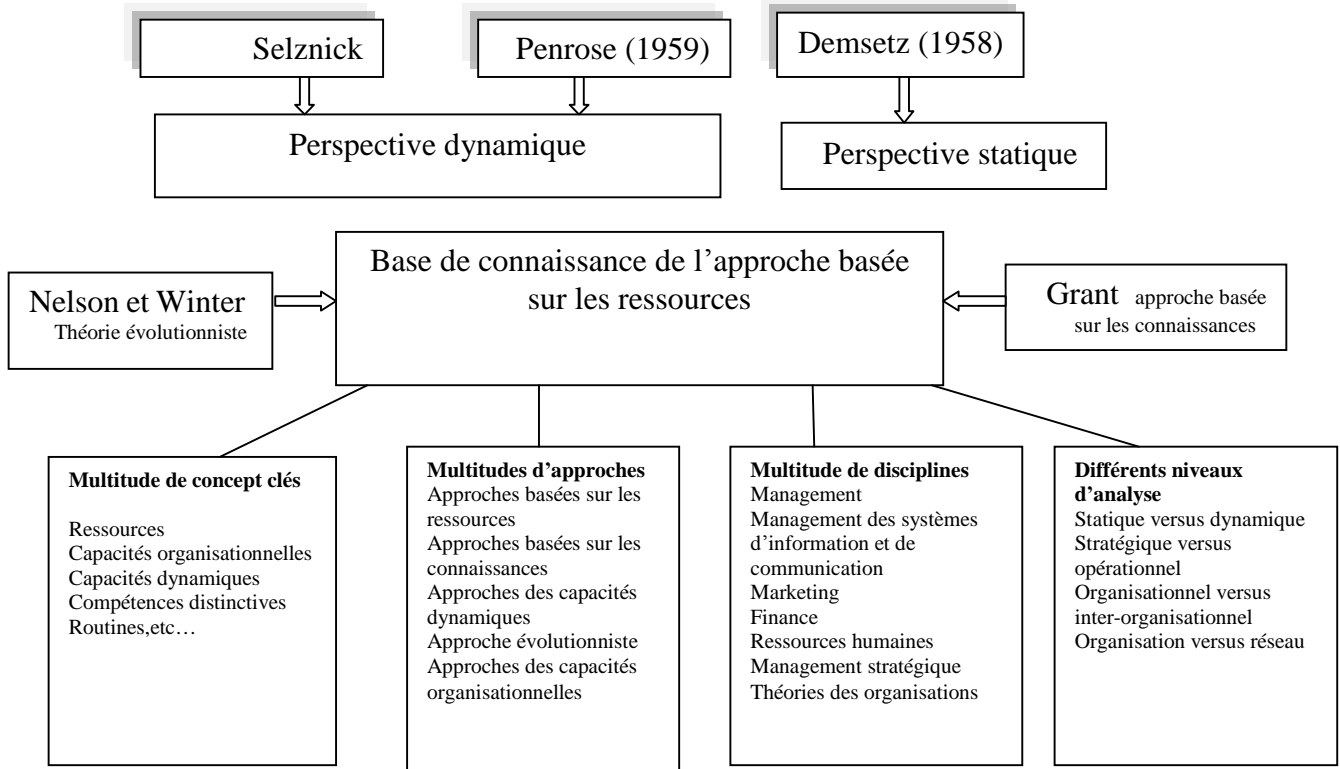 Selznick
Penrose (1959)
Demsetz (1958)
Perspective dynamique
Perspective statique
Base de connaissance de l’approche basée
sur les ressources
Nelson et Winter
Théorie évolutionniste
Grant approche basée
sur les connaissances
Multitude de concept clés
Ressources
Capacités organisationnelles
Capacités dynamiques
Compétences distinctives
Routines,etc…
Multitudes d’approches
Approches basées sur les
ressources
Approches basées sur les
connaissances
Approches des capacités
dynamiques
Approche évolutionniste
Approches des capacités
organisationnelles
Multitude de disciplines
Management
Management des systèmes
d’information et de
communication
Marketing
Finance
Ressources humaines
Management stratégique
Théories des organisations
Différents niveaux
d’analyse
Statique versus dynamique
Stratégique versus
opérationnel
Organisationnel versus
inter-organisationnel
Organisation versus réseau